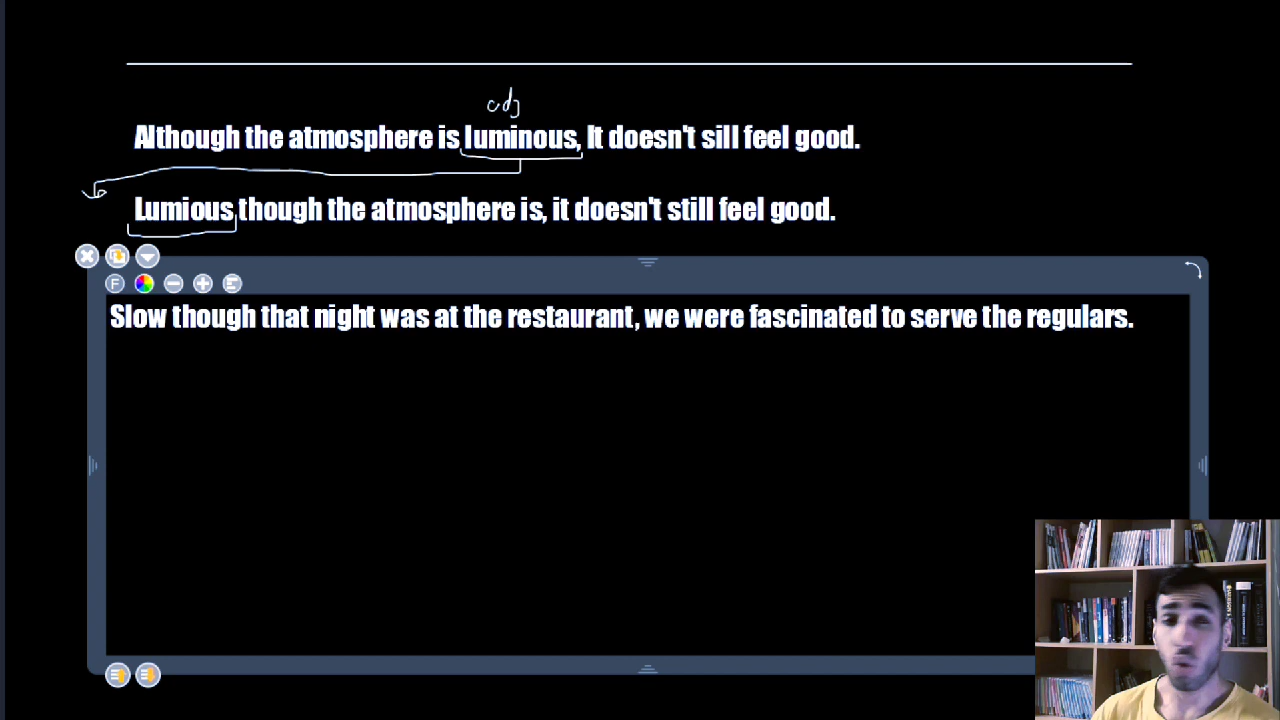 adj
Although the atmosphere is luminous, It doesn't sill feel good.
Lumious though the atmosphere is, it doesn't still feel good.
F
Slow though that night was at the restaurant, we were fascinated to serve the regulars.